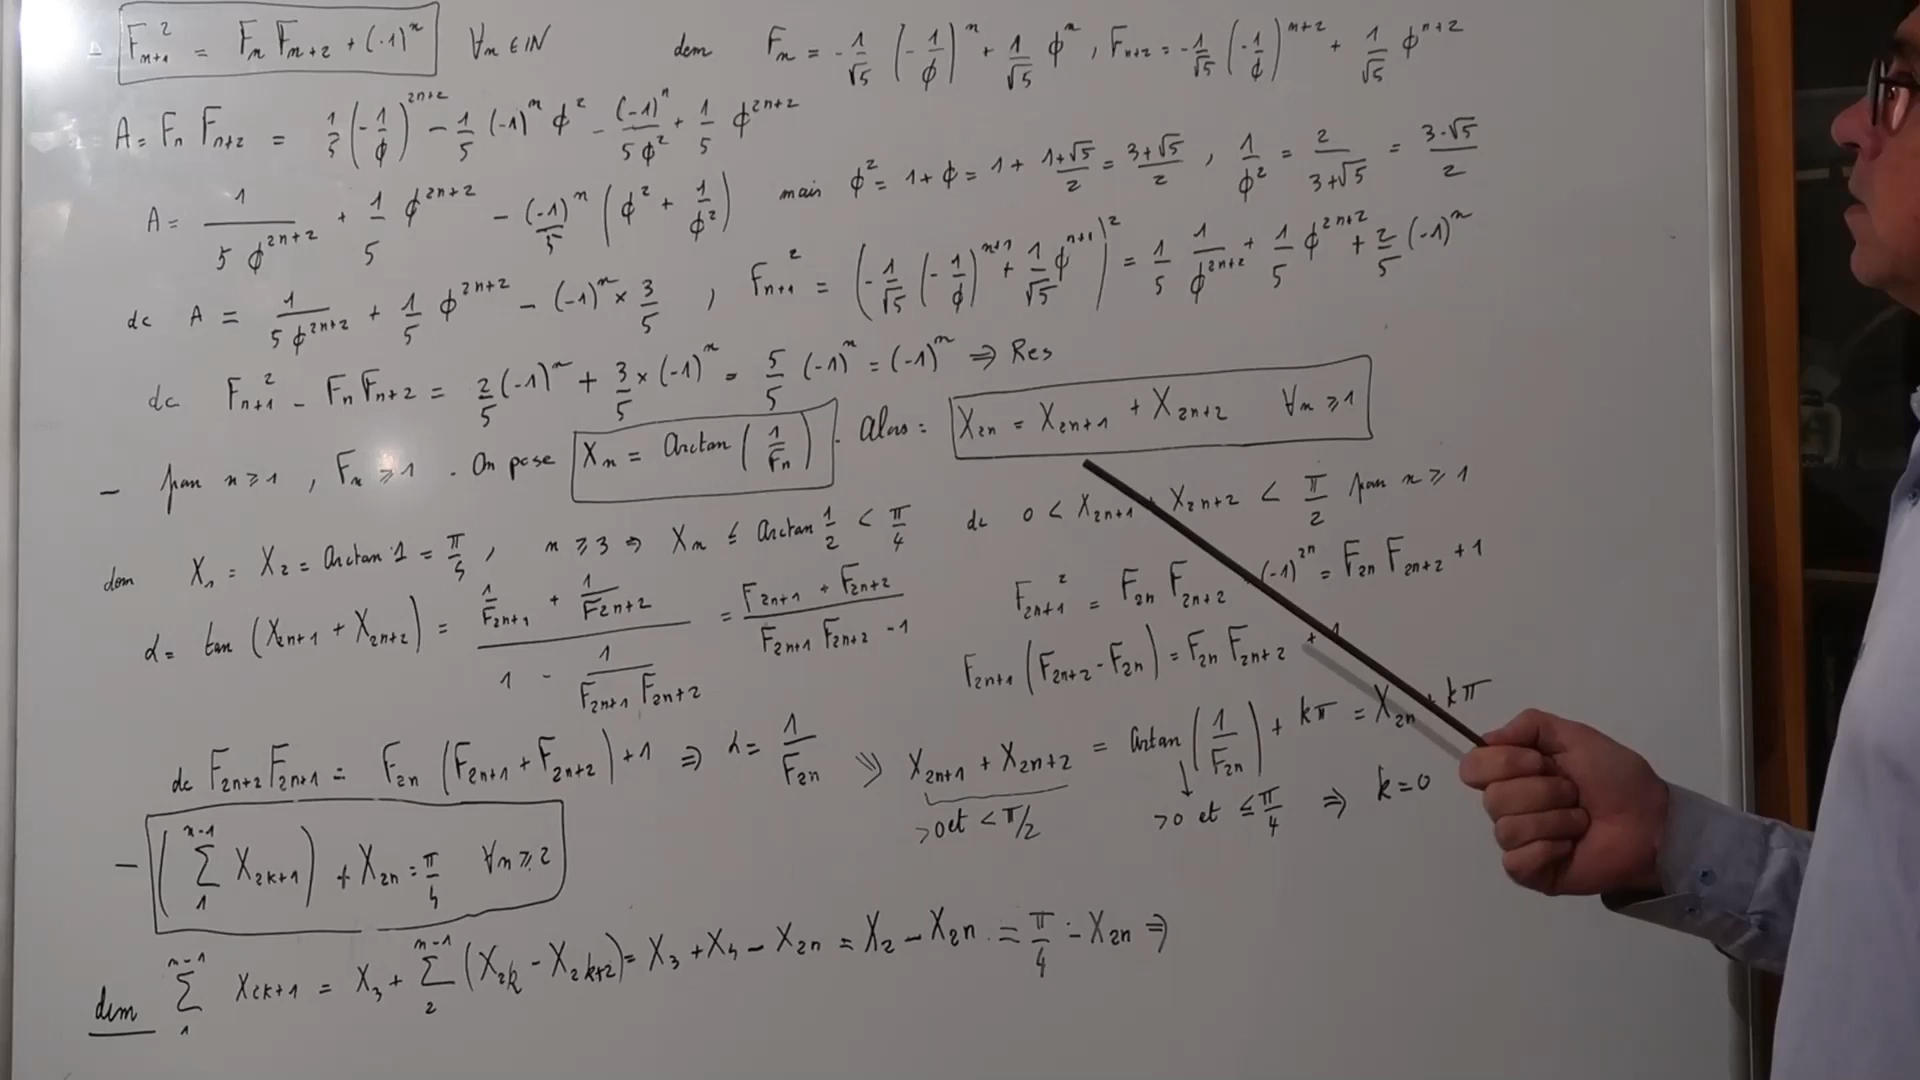 - F_{n+1}^2 = F_n F_{n+2} + (-1)^n ∀n ∈ IN dem F_n = -1/√5 (-1/ϕ)^n + 1/√5 ϕ^n , F_{n+2} = -1/√5 (-1/ϕ)^{n+2} + 1/√5 ϕ^{n+2}
A = F_n F_{n+2} = 1/5 (-1/ϕ)^{2n+2} - 1/5 (-1)^n ϕ^2 - (-1)^n/5ϕ^2 + 1/5 ϕ^{2n+2}
A = 1/5ϕ^{2n+2} + 1/5 ϕ^{2n+2} - (-1)^n/5 (ϕ^2 + 1/ϕ^2) mais ϕ^2 = 1+ϕ = 1 + 1+√5/2 = 3+√5/2 , 1/ϕ^2 = 2/3+√5 = 3-√5/2
dc A = 1/5ϕ^{2n+2} + 1/5 ϕ^{2n+2} - (-1)^n × 3/5 , F_{n+1}^2 = (-1/√5 (-1/ϕ)^{n+1} + 1/√5 ϕ^{n+1})^2 = 1/5 1/ϕ^{2n+2} + 1/5 ϕ^{2n+2} + 2/5 (-1)^n
dc F_{n+1}^2 - F_n F_{n+2} = 2/5 (-1)^n + 3/5 × (-1)^n = 5/5 (-1)^n = (-1)^n ⇒ Res
- pour n ≥ 1 , F_n ≥ 1 . On pose X_n = Arctan (1/F_n) . Alors : X_{2n} = X_{2n+1} + X_{2n+2} ∀n ≥ 1
dem X_1 = X_2 = Arctan 1 = π/4 , n ≥ 3 ⇒ X_n ≤ Arctan 1/2 < π/4 dc 0 < X_{2n+1} + X_{2n+2} < π/2 pour n ≥ 1
α = tan (X_{2n+1} + X_{2n+2}) = 1/F_{2n+1} + 1/F_{2n+2} / 1 - 1/F_{2n+1} F_{2n+2} = F_{2n+1} + F_{2n+2} / F_{2n+1} F_{2n+2} - 1 F_{2n+1}^2 = F_{2n} F_{2n+2} (-1)^{2n} = F_{2n} F_{2n+2} + 1
F_{2n+1} (F_{2n+2} - F_{2n}) = F_{2n} F_{2n+2} + 1
dc F_{2n+2} F_{2n+1} = F_{2n} (F_{2n+1} + F_{2n+2}) + 1 ⇒ α = 1/F_{2n} ⇒ X_{2n+1} + X_{2n+2} = Arctan (1/F_{2n}) + kπ = X_{2n} + kπ
>0 et < π/2 >0 et ≤ π/4 ⇒ k=0
- (∑_1^{n-1} X_{2k+1}) + X_{2n} = π/4 ∀n ≥ 2
dem ∑_1^{n-1} X_{2k+1} = X_3 + ∑_2^{n-1} (X_{2k} - X_{2k+2}) = X_3 + X_4 - X_{2n} = X_2 - X_{2n} = π/4 - X_{2n} ⇒